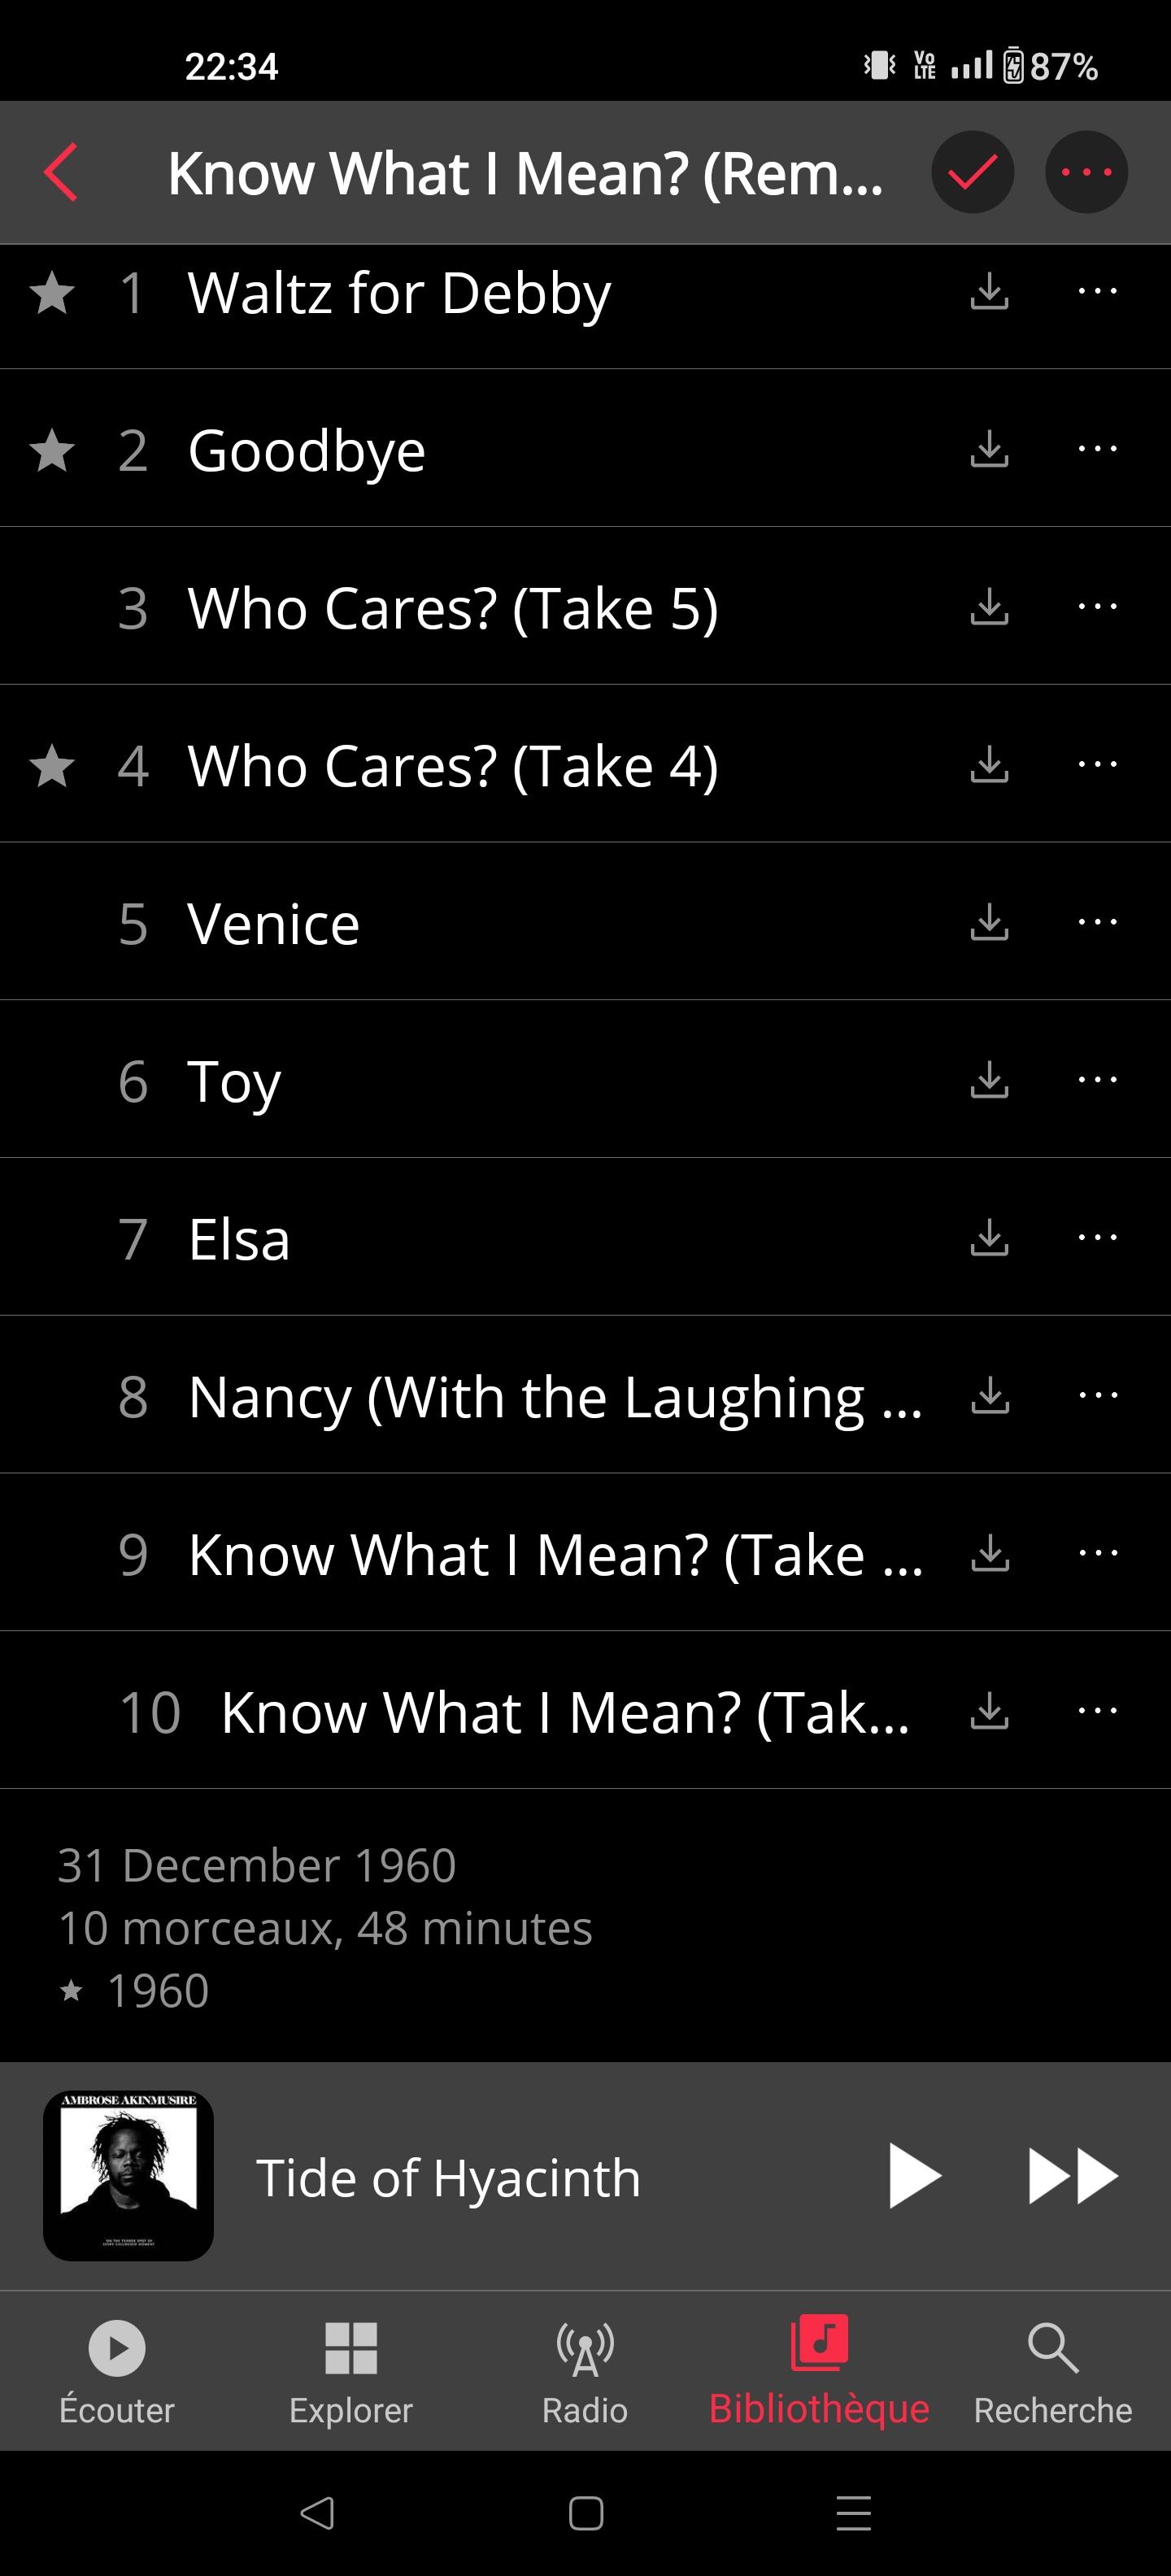 22:34
Vo
LTE
87%
Know What I Mean? (Rem...
1 Waltz for Debby
2 Goodbye
3 Who Cares? (Take 5)
4 Who Cares? (Take 4)
5 Venice
6 Toy
7 Elsa
8 Nancy (With the Laughing ...
9 Know What I Mean? (Take ...
10 Know What I Mean? (Tak...
31 December 1960
10 morceaux, 48 minutes
1960
AMBROSE AKINMUSIRE
Tide of Hyacinth
Écouter
Explorer
Radio
Bibliothèque
Recherche